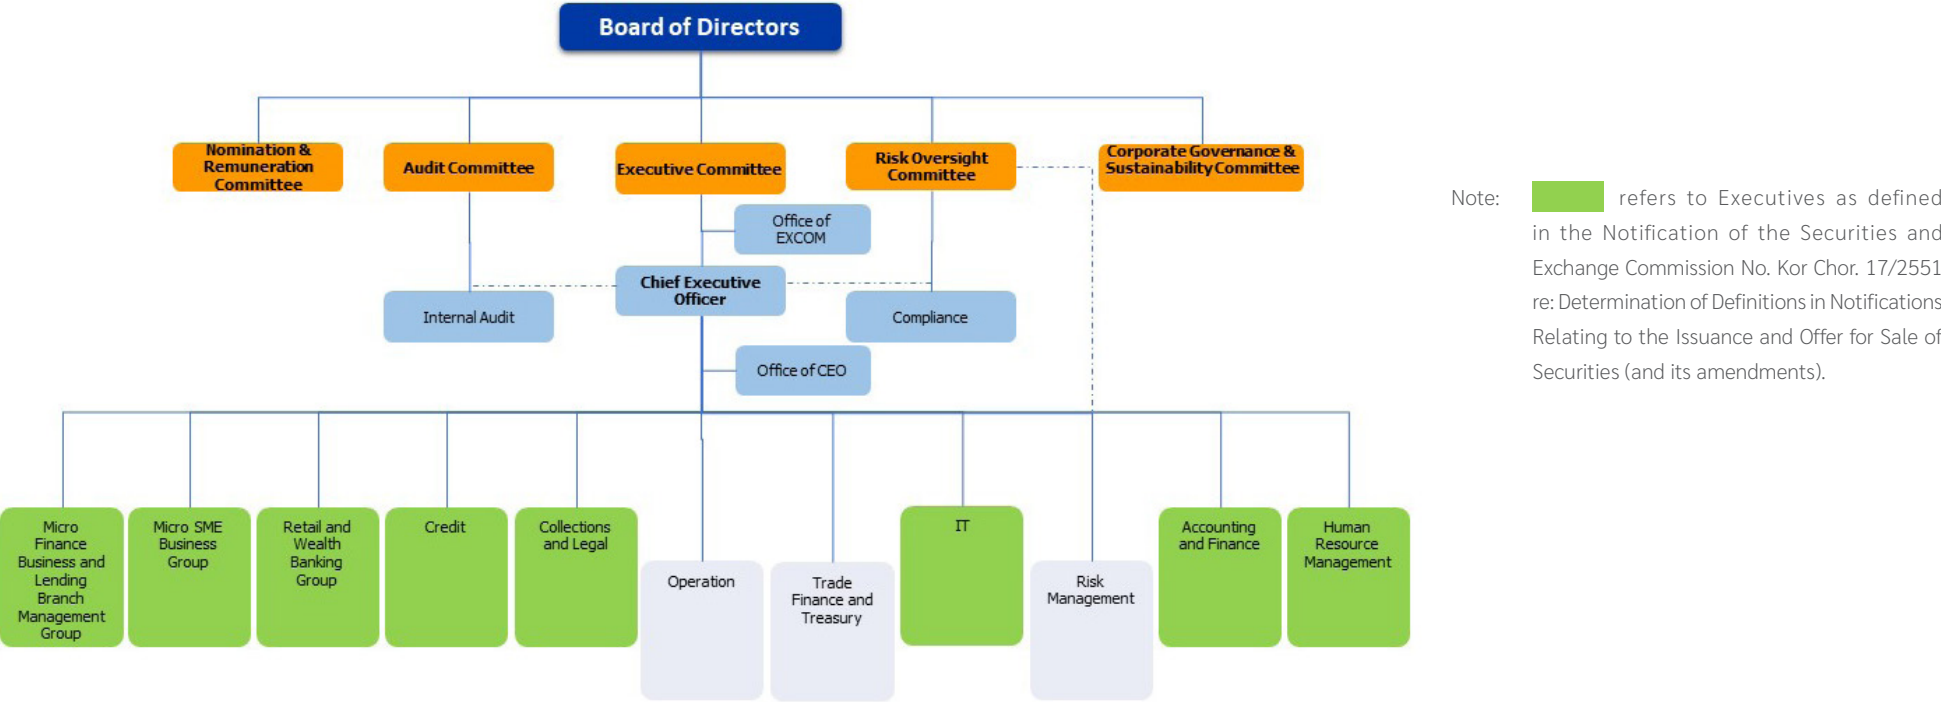 Board of Directors
Nomination &
Remuneration
Committee
Audit Committee
Executive Committee
Risk Oversight
Committee
Corporate Governance &
Sustainability Committee
Office of
EXCOM
Chief Executive
Officer
Internal Audit
Compliance
Office of CEO
Micro
Finance
Business and
Lending
Branch
Management
Group
Micro SME
Business
Group
Retail and
Wealth
Banking
Group
Credit
Collections
and Legal
Operation
Trade
Finance and
Treasury
IT
Risk
Management
Accounting
and Finance
Human
Resource
Management
Note: refers to Executives as defined
in the Notification of the Securities and
Exchange Commission No. Kor Chor. 17/2551
re: Determination of Definitions in Notifications
Relating to the Issuance and Offer for Sale of
Securities (and its amendments).